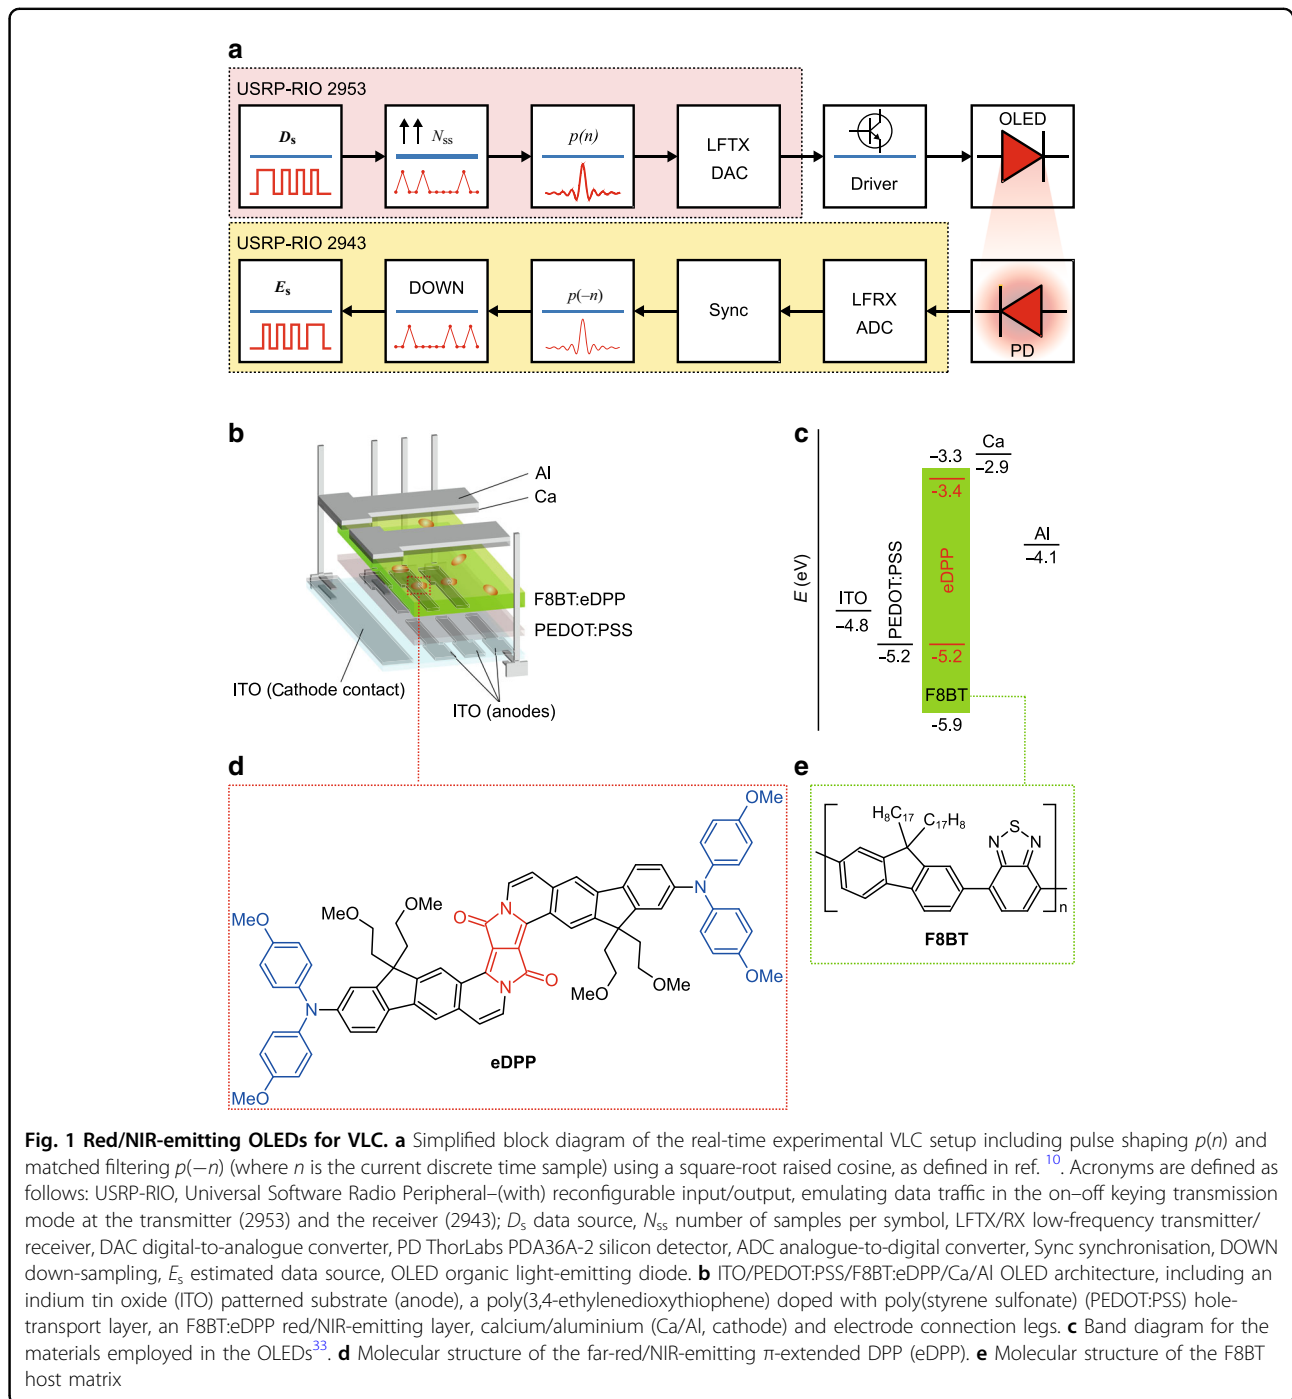 a
USRP-RIO 2953
Ds
Nss
p(n)
LFTX
DAC
Driver
OLED
USRP-RIO 2943
Es
DOWN
p(−n)
Sync
LFRX
ADC
PD
b
Al
Ca
F8BT:eDPP
PEDOT:PSS
ITO (Cathode contact)
ITO (anodes)
c
E (eV)
ITO
−4.8
PEDOT:PSS
−5.2
−3.3
-3.4
eDPP
-5.2
F8BT
−5.9
Ca
−2.9
Al
−4.1
d
OMe
N
OMe
MeO
MeO
OMe
O
N
O
N
MeO
OMe
N
MeO
eDPP
e
H8C17
C17H8
S
N
N
n
F8BT
Fig. 1 Red/NIR-emitting OLEDs for VLC. a Simplified block diagram of the real-time experimental VLC setup including pulse shaping p(n) and
matched filtering p(−n) (where n is the current discrete time sample) using a square-root raised cosine, as defined in ref. 10. Acronyms are defined as
follows: USRP-RIO, Universal Software Radio Peripheral–(with) reconfigurable input/output, emulating data traffic in the on–off keying transmission
mode at the transmitter (2953) and the receiver (2943); Ds data source, Nss number of samples per symbol, LFTX/RX low-frequency transmitter/
receiver, DAC digital-to-analogue converter, PD ThorLabs PDA36A-2 silicon detector, ADC analogue-to-digital converter, Sync synchronisation, DOWN
down-sampling, Es estimated data source, OLED organic light-emitting diode. b ITO/PEDOT:PSS/F8BT:eDPP/Ca/Al OLED architecture, including an
indium tin oxide (ITO) patterned substrate (anode), a poly(3,4-ethylenedioxythiophene) doped with poly(styrene sulfonate) (PEDOT:PSS) hole-
transport layer, an F8BT:eDPP red/NIR-emitting layer, calcium/aluminium (Ca/Al, cathode) and electrode connection legs. c Band diagram for the
materials employed in the OLEDs33. d Molecular structure of the far-red/NIR-emitting π-extended DPP (eDPP). e Molecular structure of the F8BT
host matrix